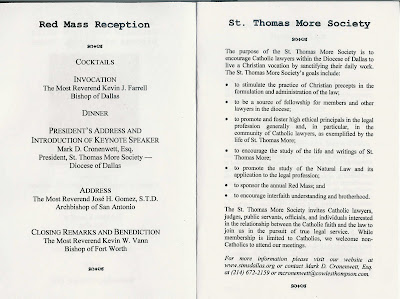 Red Mass Reception
COCKTAILS
INVOCATION
The Most Reverend Kevin J. Farrell
Bishop of Dallas
DINNER
PRESIDENT'S ADDRESS AND
INTRODUCTION OF KEYNOTE SPEAKER
Mark D. Cronenwett, Esq.
President, St. Thomas More Society —
Diocese of Dallas
ADDRESS
The Most Reverend José H. Gomez, S.T.D.
Archbishop of San Antonio
CLOSING REMARKS AND BENEDICTION
The Most Reverend Kevin W. Vann
Bishop of Fort Worth
St. Thomas More Society
The purpose of the St. Thomas More Society is to
encourage Catholic lawyers within the Diocese of Dallas to
live a Christian vocation by sanctifying their daily work.
The St. Thomas More Society's goals include:
• to stimulate the practice of Christian precepts in the
formulation and administration of the law;
• to be a source of fellowship for members and other
lawyers in the diocese;
• to promote and foster high ethical principals in the legal
profession generally and, in particular, in the
community of Catholic lawyers, as exemplified by the
life of St. Thomas More;
• to encourage the study of the life and writings of St.
Thomas More;
• to promote the study of the Natural Law and its
application to the legal profession;
• to sponsor the annual Red Mass; and
• to encourage interfaith understanding and brotherhood.
The St. Thomas More Society invites Catholic lawyers,
judges, public servants, officials, and individuals interested
in the relationship between the Catholic faith and the law
to join us in the pursuit of true legal service. While
membership is limited to Catholics, we welcome non-
Catholics to attend our meetings.
For more information please visit our website at
www.stmsdallas.org or contact Mark D. Cronenwett, Esq.
at (214) 672-2159 or mcronenwett@cowlesthompson.com.